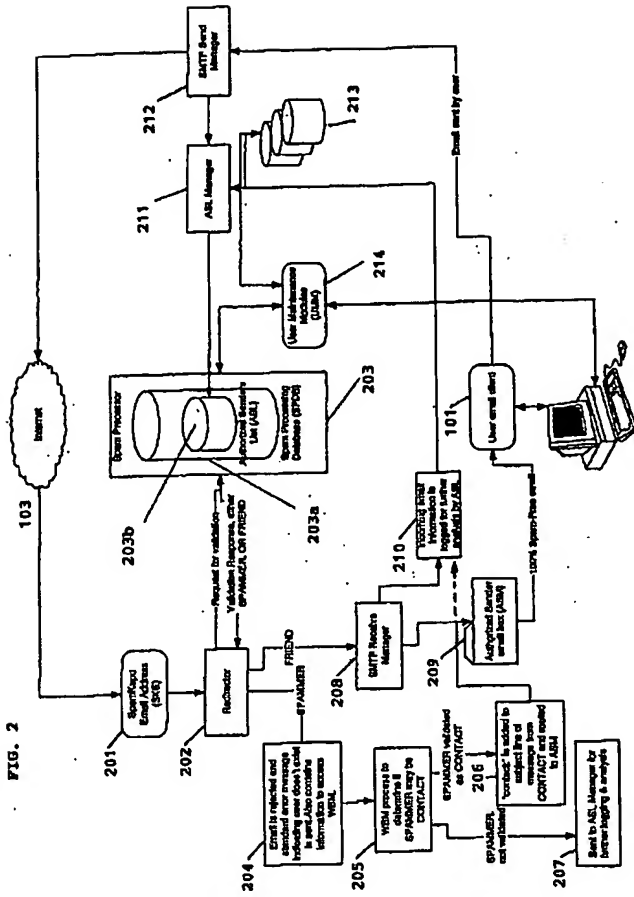 FIG. 2
Internet
103
SpamKapu
Email Address
(SKE)
201
Redirector
202
Request for validation
Validation Response, either
SPAMMER OR FRIEND
Spam Processor
Authorized Senders
List (ASL)
Spam Processing
Database (SPDB)
203
203a
203b
SMTP Send
Manager
212
ASL Manager
211
213
User Maintenance
Modules
(UMM)
214
FRIEND
SPAMMER
Email is rejected and
standard error message
indicating user doesn't exist
is sent. Also contains
information to access
WBM.
204
WBM process to
determine if
SPAMMER may be
CONTACT
205
SPAMMER validated
as CONTACT
SPAMMER
not validated
206
"contact:" is added to
subject line of
message from
CONTACT and
to ASM
Sent to ASL Manager for
further logging & analysis
207
SMTP Receive
Manager
208
Authorized Sender
email box (ASM)
209
Incoming email
information is
logged for further
analysis by ASL
210
100% Spam-Free email
User email client
101
Email sent by user